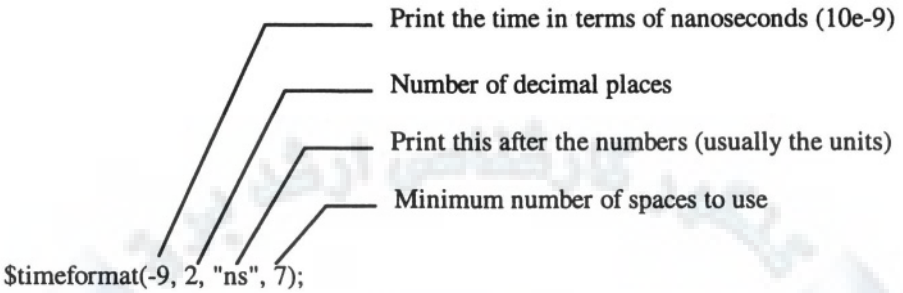 Print the time in terms of nanoseconds (10e-9)
Number of decimal places
Print this after the numbers (usually the units)
Minimum number of spaces to use
$timeformat(-9, 2, "ns", 7);